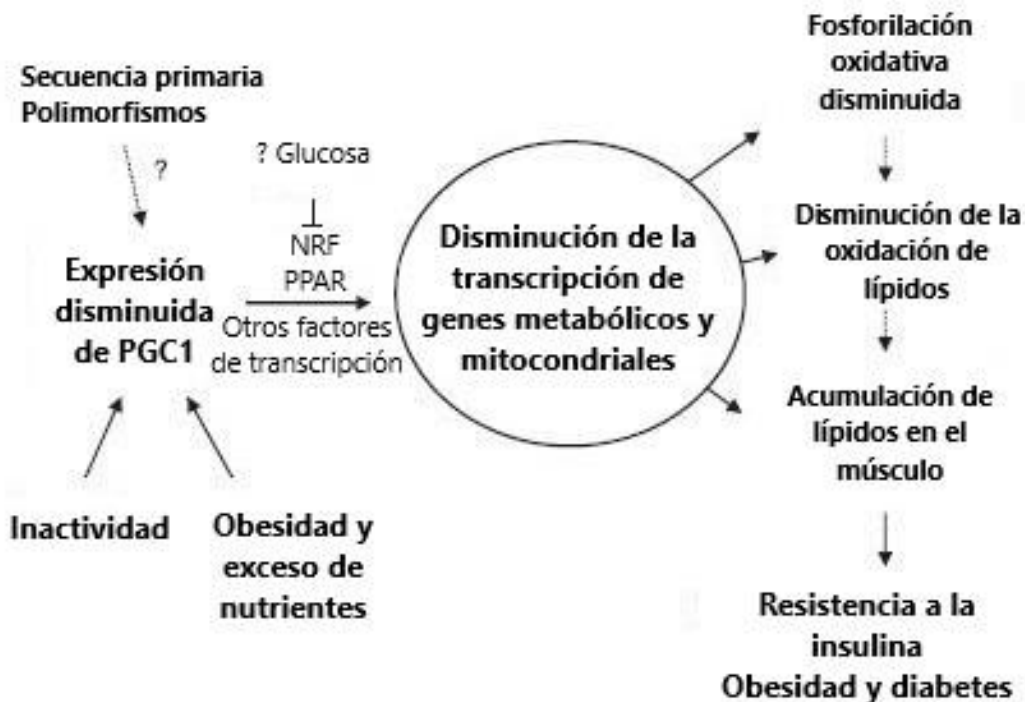 Secuencia primaria
Polimorfismos
?
? Glucosa
NRF
PPAR
Expresión
disminuida
de PGC1
Otros factores
de transcripción
Inactividad
Obesidad y
exceso de
nutrientes
Disminución de la
transcripción de
genes metabólicos y
mitocondriales
Fosforilación
oxidativa
disminuida
Disminución de la
oxidación de
lípidos
Acumulación de
lípidos en el
músculo
Resistencia a la
insulina
Obesidad y diabetes